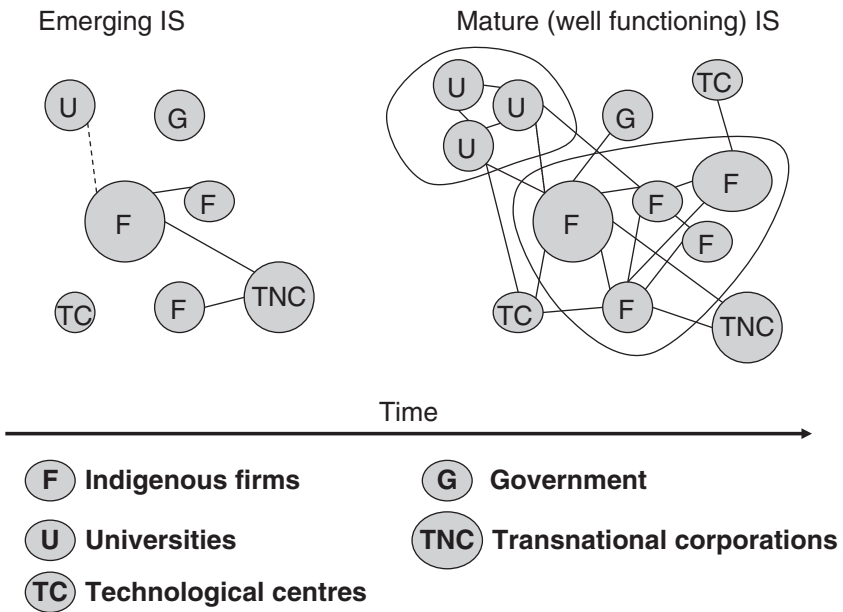 Emerging IS
Mature (well functioning) IS
U
G
F
F
TC
F
TNC
U
U
U
G
TC
F
F
F
F
TC
F
TNC
Time
F Indigenous firms
G Government
U Universities
TNC Transnational corporations
TC Technological centres